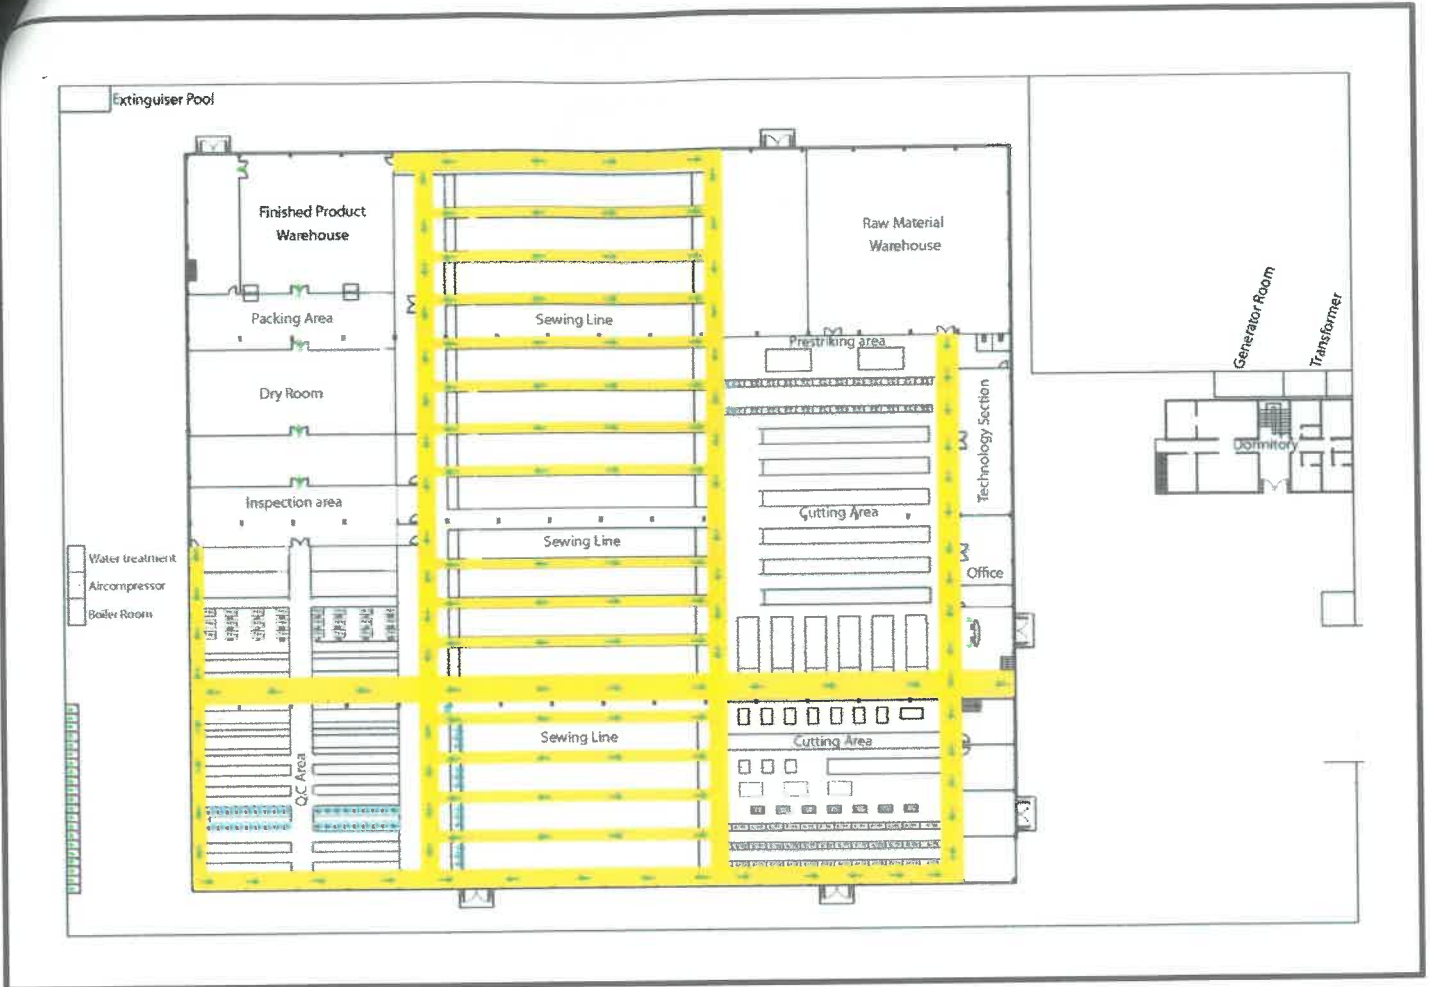 Extinguiser Pool
Finished Product
Warehouse
Raw Material
Warehouse
Generator Room
Transformer
Packing Area
Sewing Line
Prestriking area
Dry Room
Technology Section
Dormitory
Inspection area
Cutting Area
Sewing Line
Water treatment
Aircompressor
Office
Boiler Room
Sewing Line
Cutting Area
QC Area